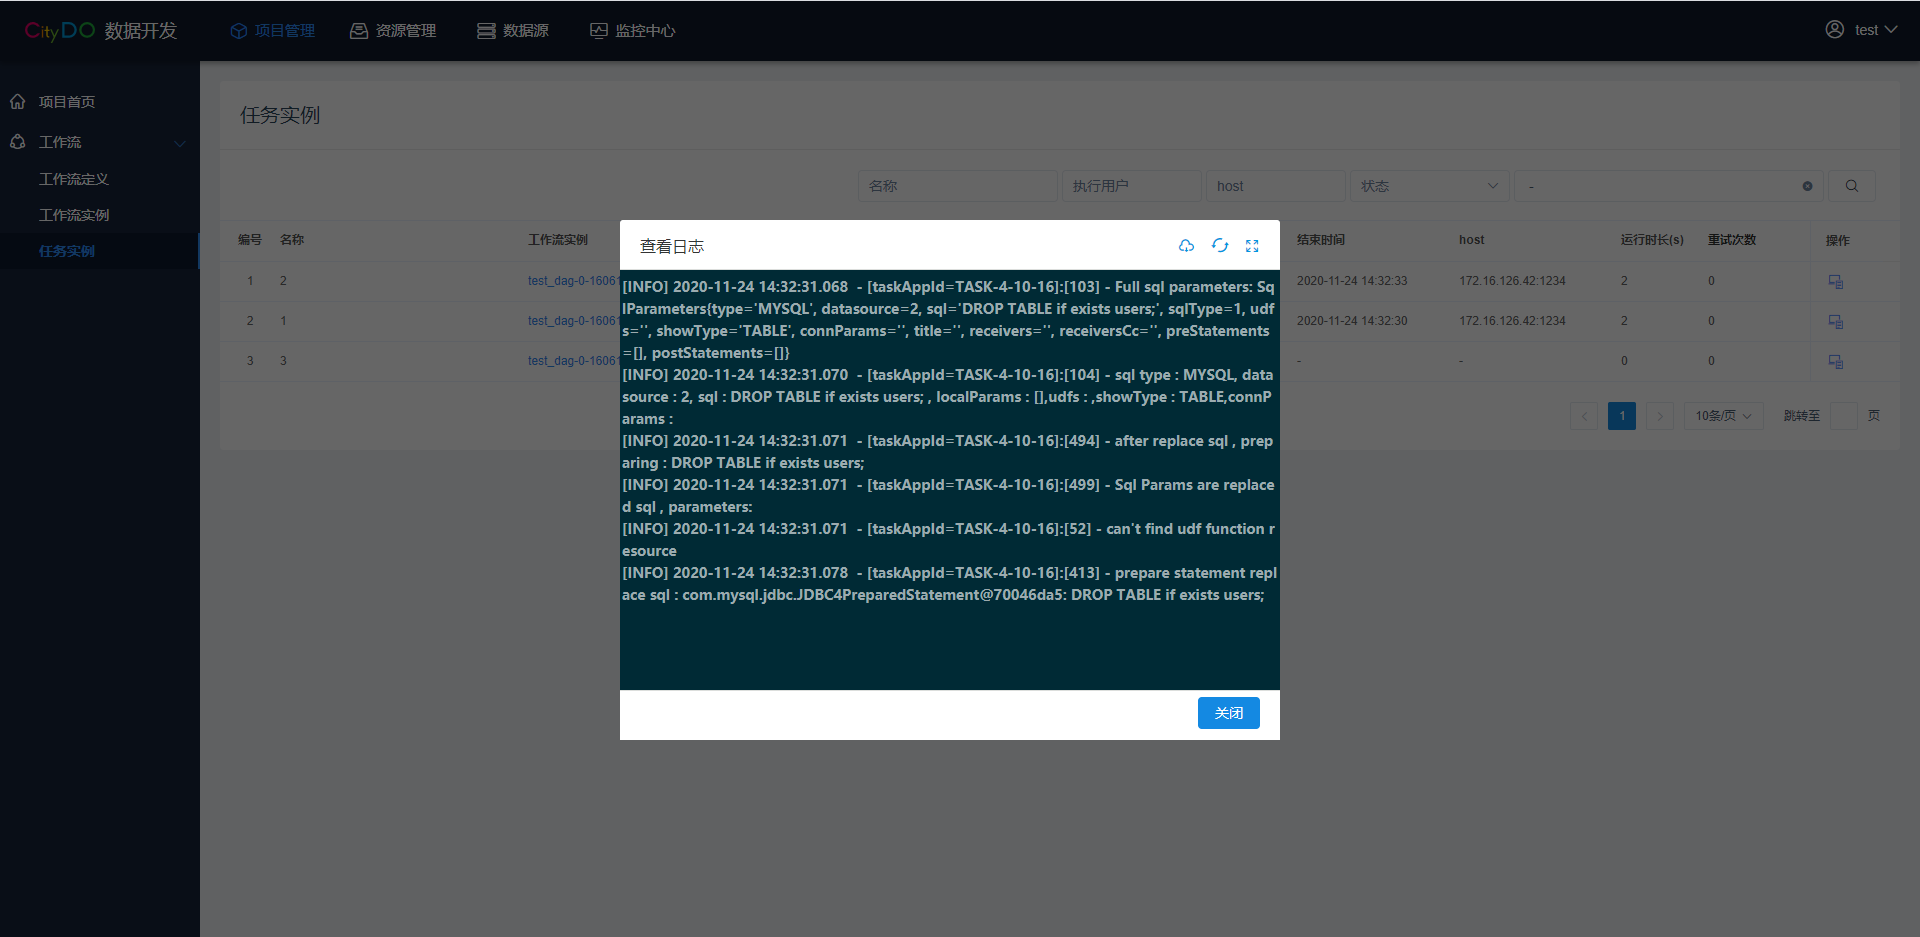 CityDO 数据开发 项目管理 资源管理 数据源 监控中心 test
项目首页
工作流
工作流定义
工作流实例
任务实例
任务实例
名称 执行用户 host 状态 -
编号 名称 工作流实例 结束时间 host 运行时长(s) 重试次数 操作
1 2 test_dag-0-1606 2020-11-24 14:32:33 172.16.126.42:1234 2 0
2 1 test_dag-0-1606 2020-11-24 14:32:30 172.16.126.42:1234 2 0
3 3 test_dag-0-1606 - - 0 0
1 10条/页 跳转至 页
查看日志
[INFO] 2020-11-24 14:32:31.068  - [taskAppId=TASK-4-10-16]:[103] - Full sql parameters: Sq
lParameters{type='MYSQL', datasource=2, sql='DROP TABLE if exists users;', sqlType=1, udf
s='', showType='TABLE', connParams='', title='', receivers='', receiversCc='', preStatements
=[], postStatements=[]}
[INFO] 2020-11-24 14:32:31.070  - [taskAppId=TASK-4-10-16]:[104] - sql type : MYSQL, data
source : 2, sql : DROP TABLE if exists users; , localParams : [],udfs : ,showType : TABLE,connP
arams :
[INFO] 2020-11-24 14:32:31.071  - [taskAppId=TASK-4-10-16]:[494] - after replace sql , prep
aring : DROP TABLE if exists users;
[INFO] 2020-11-24 14:32:31.071  - [taskAppId=TASK-4-10-16]:[499] - Sql Params are replace
d sql , parameters:
[INFO] 2020-11-24 14:32:31.071  - [taskAppId=TASK-4-10-16]:[52] - can't find udf function r
esource
[INFO] 2020-11-24 14:32:31.078  - [taskAppId=TASK-4-10-16]:[413] - prepare statement repl
ace sql : com.mysql.jdbc.JDBC4PreparedStatement@70046da5: DROP TABLE if exists users;
关闭